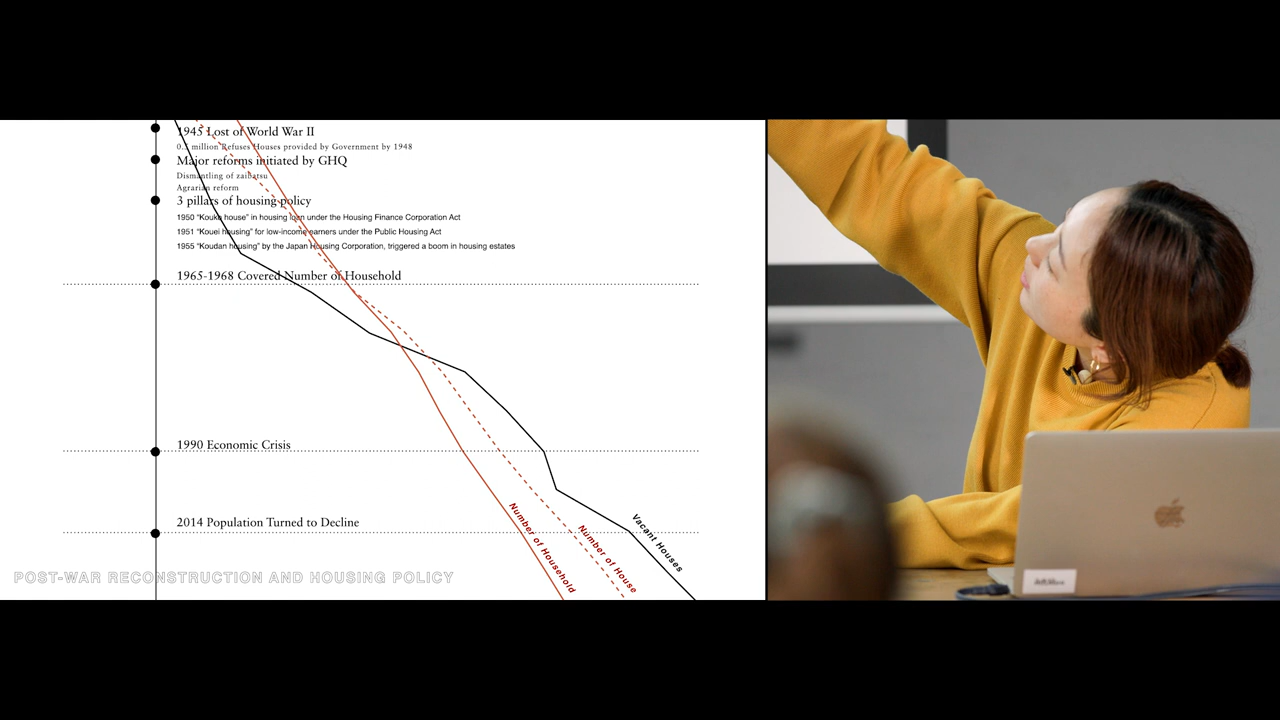 1945 Lost of World War II
0.3 million Refuses Houses provided by Government by 1948
Major reforms initiated by GHQ
Dismantling of zaibatsu
Agrarian reform
3 pillars of housing policy
1950 “Kouko house” in housing loan under the Housing Finance Corporation Act
1951 “Kouei housing” for low-income earners under the Public Housing Act
1955 “Koudan housing” by the Japan Housing Corporation, triggered a boom in housing estates
1965-1968 Covered Number of Household
1990 Economic Crisis
2014 Population Turned to Decline
Number of Household
Number of House
Vacant Houses
POST-WAR RECONSTRUCTION AND HOUSING POLICY